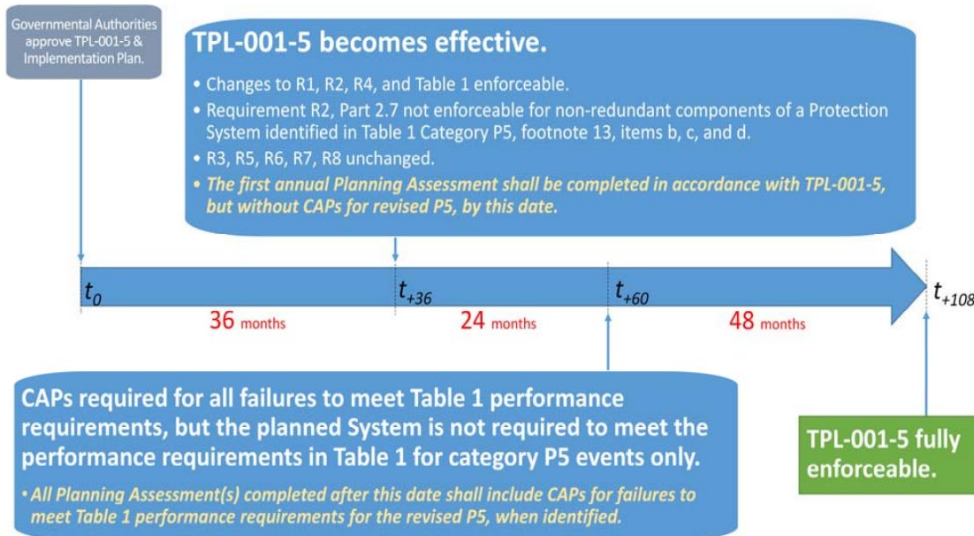 Governmental Authorities
approve TPL-001-5 &
Implementation Plan.
TPL-001-5 becomes effective.
• Changes to R1, R2, R4, and Table 1 enforceable.
• Requirement R2, Part 2.7 not enforceable for non-redundant components of a Protection
System identified in Table 1 Category P5, footnote 13, items b, c, and d.
• R3, R5, R6, R7, R8 unchanged.
• The first annual Planning Assessment shall be completed in accordance with TPL-001-5,
but without CAPs for revised P5, by this date.
t0
t+36
t+60
t+108
36 months
24 months
48 months
CAPs required for all failures to meet Table 1 performance
requirements, but the planned System is not required to meet the
performance requirements in Table 1 for category P5 events only.
• All Planning Assessment(s) completed after this date shall include CAPs for failures to
meet Table 1 performance requirements for the revised P5, when identified.
TPL-001-5 fully
enforceable.